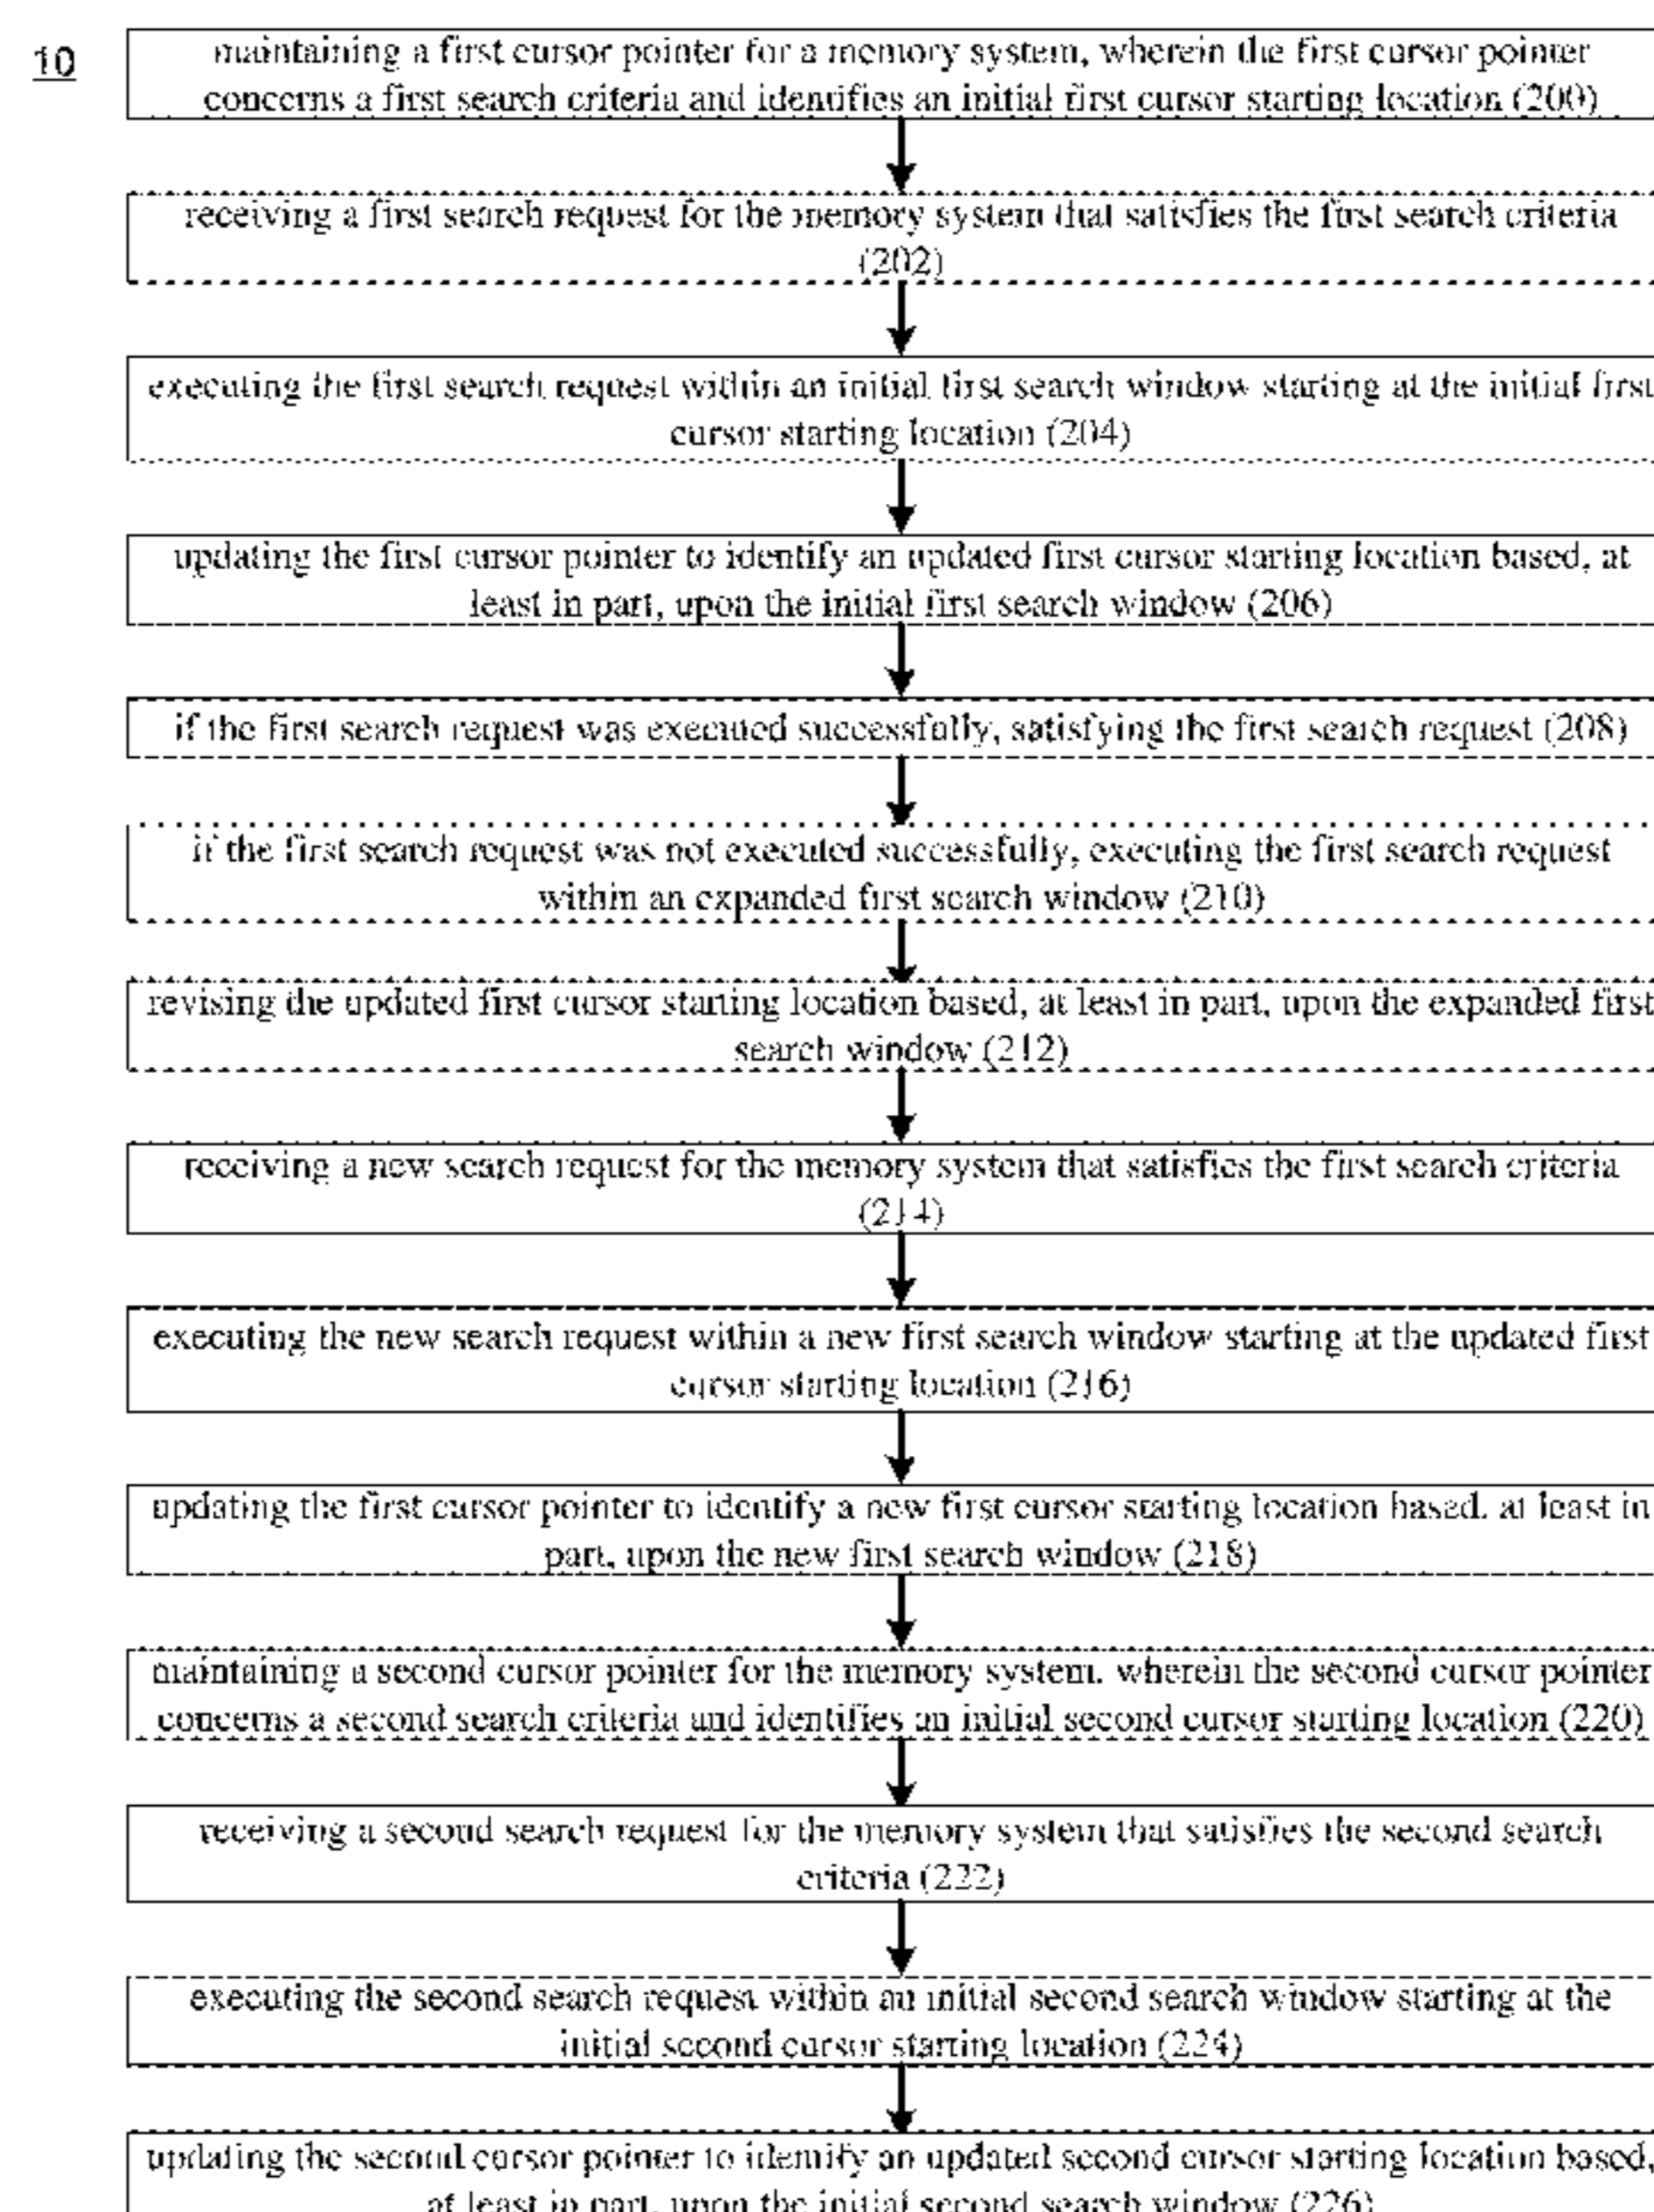 10
maintaining a first cursor pointer for a memory system, wherein the first cursor pointer
concerns a first search criteria and identifies an initial first cursor starting location (200)
receiving a first search request for the memory system that satisfies the first search criteria
(202)
executing the first search request within an initial first search window starting at the initial first
cursor starting location (204)
updating the first cursor pointer to identify an updated first cursor starting location based, at
least in part, upon the initial first search window (206)
if the first search request was executed successfully, satisfying the first search request (208)
if the first search request was not executed successfully, executing the first search request
within an expanded first search window (210)
revising the updated first cursor starting location based, at least in part, upon the expanded first
search window (212)
receiving a new search request for the memory system that satisfies the first search criteria
(214)
executing the new search request within a new first search window starting at the updated first
cursor starting location (216)
updating the first cursor pointer to identify a new first cursor starting location based, at least in
part, upon the new first search window (218)
maintaining a second cursor pointer for the memory system, wherein the second cursor pointer
concerns a second search criteria and identifies an initial second cursor starting location (220)
receiving a second search request for the memory system that satisfies the second search
criteria (222)
executing the second search request within an initial second search window starting at the
initial second cursor starting location (224)
updating the second cursor pointer to identify an updated second cursor starting location based,
at least in part, upon the initial second search window (226)